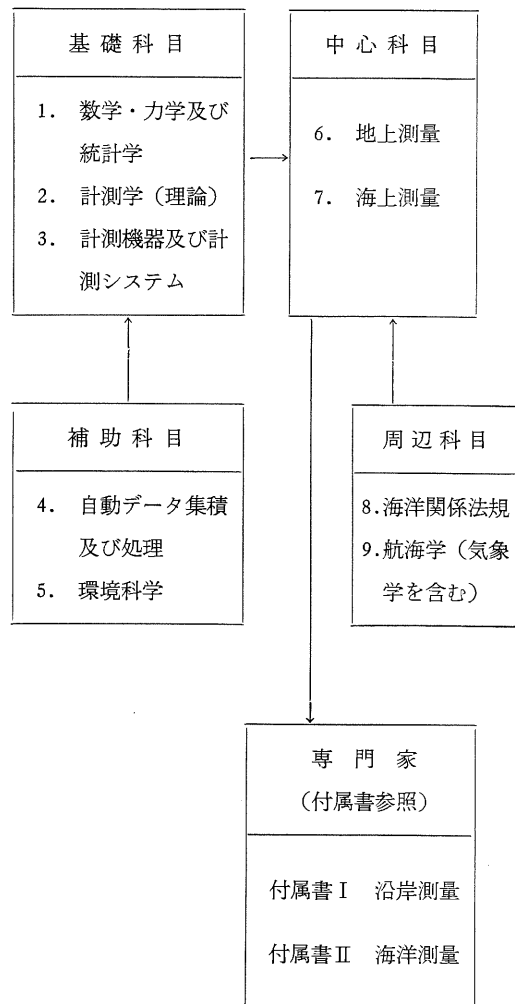 基礎科目
1. 数学・力学及び
統計学
2. 計測学（理論）
3. 計測機器及び計
測システム
中心科目
6. 地上測量
7. 海上測量
補助科目
4. 自動データ集積
及び処理
5. 環境科学
周辺科目
8.海洋関係法規
9.航海学（気象
学を含む）
専門家
（付属書参照）
付属書Ⅰ 沿岸測量
付属書Ⅱ 海洋測量